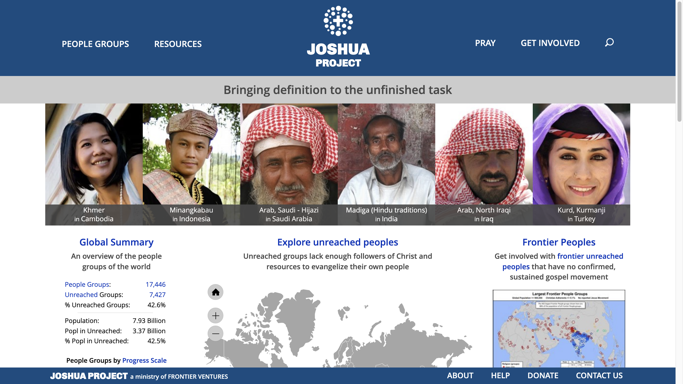 PEOPLE GROUPS
RESOURCES
JOSHUA
PROJECT
PRAY
GET INVOLVED
Bringing definition to the unfinished task
Khmer
in Cambodia
Minangkabau
in Indonesia
Arab, Saudi - Hijazi
in Saudi Arabia
Madiga (Hindu traditions)
in India
Arab, North Iraqi
in Iraq
Kurd, Kurmanji
in Turkey
Global Summary
An overview of the people
groups of the world
People Groups: 17,446
Unreached Groups: 7,427
% Unreached Groups: 42.6%
Population: 7.93 Billion
Popl in Unreached: 3.37 Billion
% Popl in Unreached: 42.5%
People Groups by Progress Scale
Explore unreached peoples
Unreached groups lack enough followers of Christ and
resources to evangelize their own people
Frontier Peoples
Get involved with frontier unreached
peoples that have no confirmed,
sustained gospel movement
Largest Frontier People Groups
JOSHUA PROJECT a ministry of FRONTIER VENTURES
ABOUT
HELP
DONATE
CONTACT US